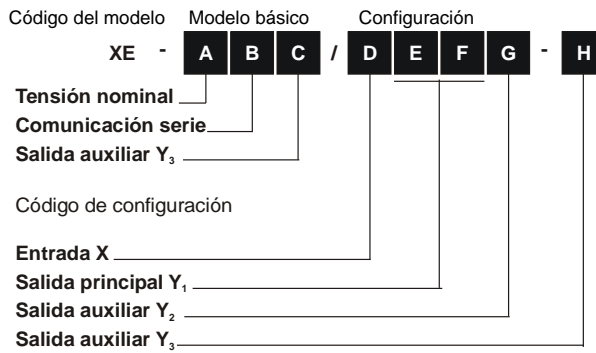 Código del modelo Modelo básico Configuración
XE - A B C / D E F G - H
Tensión nominal
Comunicación serie
Salida auxiliar Y₃
Código de configuración
Entrada X
Salida principal Y₁
Salida auxiliar Y₂
Salida auxiliar Y₃